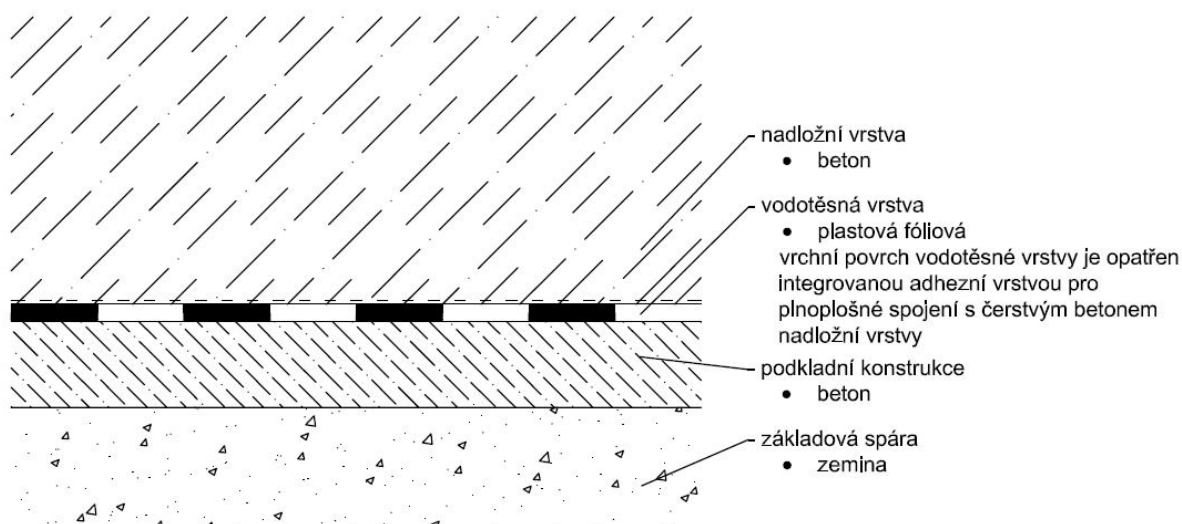 nadložní vrstva
• beton
vodotěsná vrstva
• plastová fóliová
vrchní povrch vodotěsné vrstvy je opatřen
integrovanou adhezní vrstvou pro
plnoplošné spojení s čerstvým betonem
nadložní vrstvy
podkladní konstrukce
• beton
základová spára
• zemina